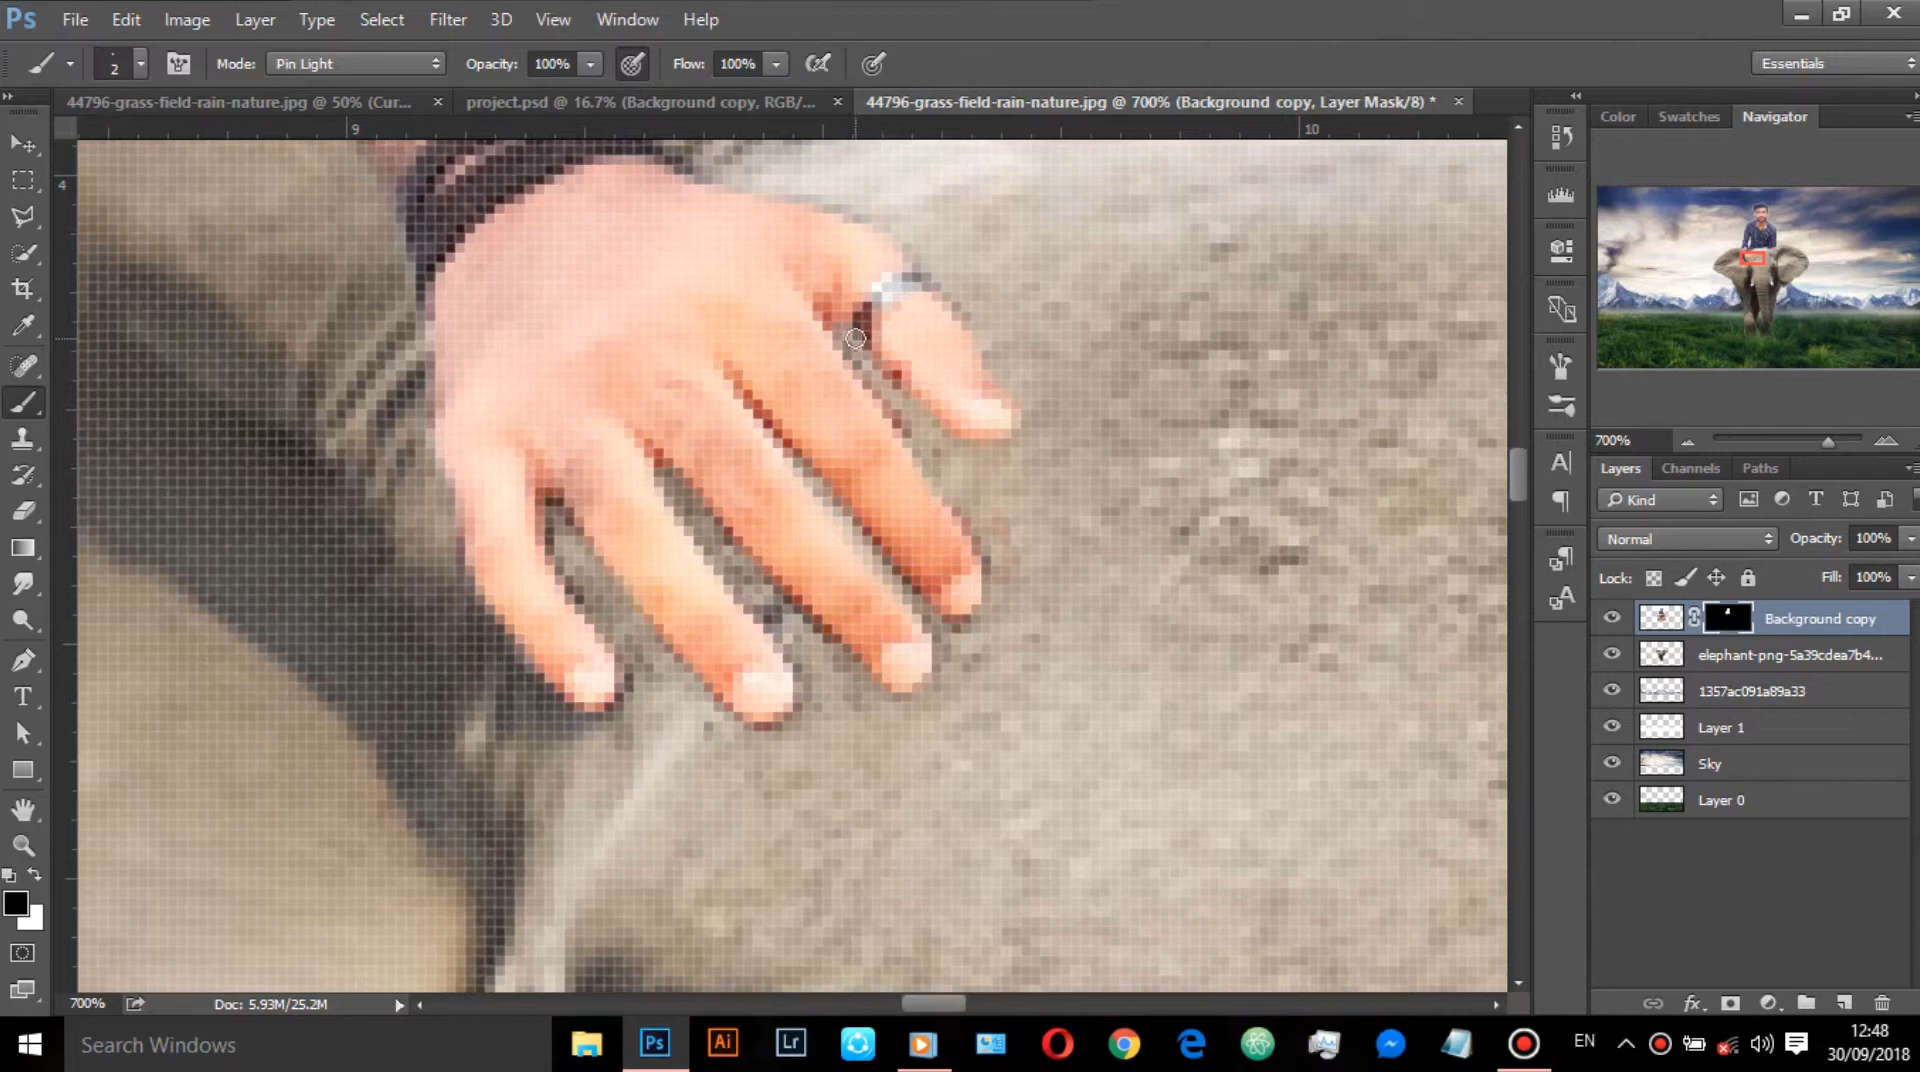 Ps File Edit Image Layer Type Select Filter 3D View Window Help
2 Mode: Pin Light Opacity: 100% Flow: 100% Essentials
44796-grass-field-rain-nature.jpg @ 50% (Cur... project.psd @ 16.7% (Background copy, RGB/... 44796-grass-field-rain-nature.jpg @ 700% (Background copy, Layer Mask/8) *
Color Swatches Navigator
9 10
4
700%
Layers Channels Paths
Kind
Normal Opacity: 100%
Lock: Fill: 100%
Background copy
elephant-png-5a39cdea7b4...
1357ac091a89a33
Layer 1
Sky
Layer 0
700% Doc: 5.93M/25.2M
fx
Search Windows Ps Ai Lr EN 12:48
30/09/2018